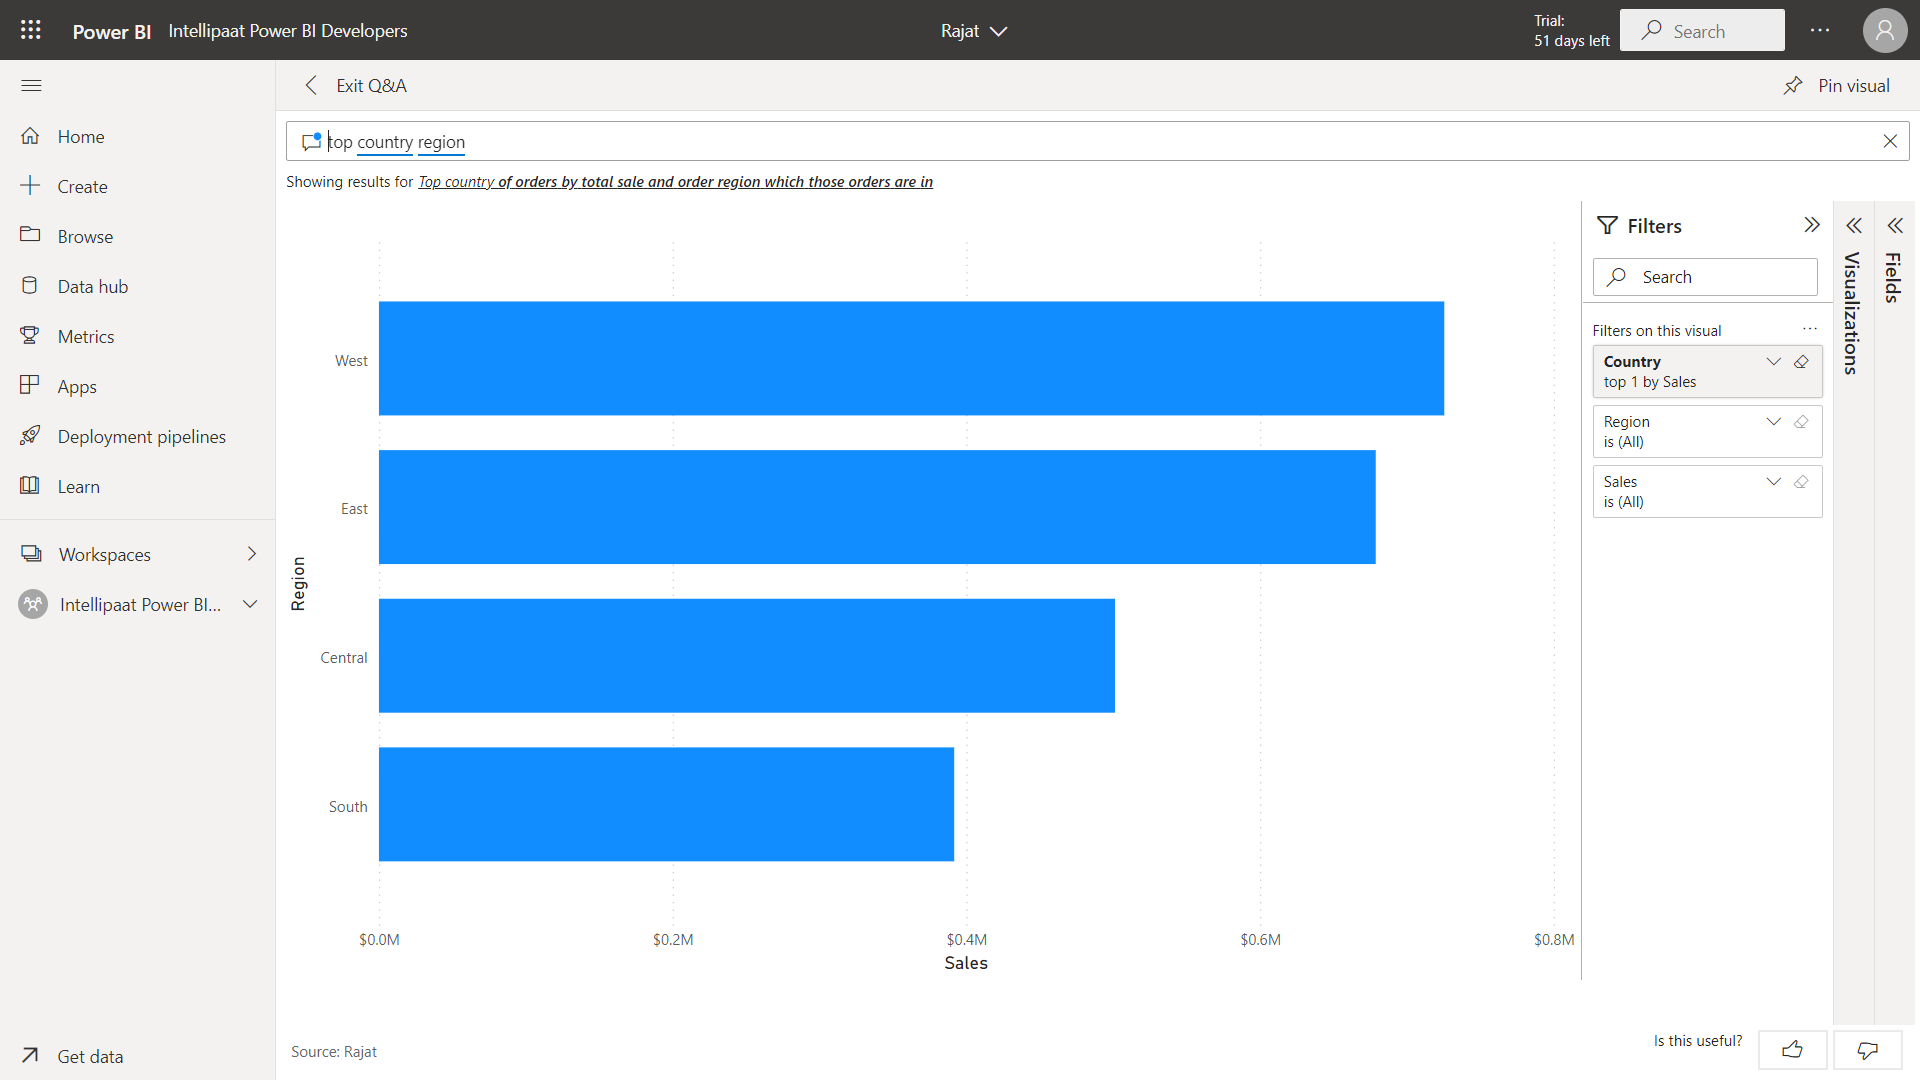 Power BI
Intellipaat Power BI Developers
Rajat
Trial:
51 days left
Search
Exit Q&A
Pin visual
Home
Create
Browse
Data hub
Metrics
Apps
Deployment pipelines
Learn
Workspaces
Intellipaat Power BI...
Get data
top country region
Showing results for Top country of orders by total sale and order region which those orders are in
West
East
Central
South
Region
$0.0M
$0.2M
$0.4M
$0.6M
$0.8M
Sales
Filters
Search
Filters on this visual
Country
top 1 by Sales
Region
is (All)
Sales
is (All)
Visualizations
Fields
Source: Rajat
Is this useful?